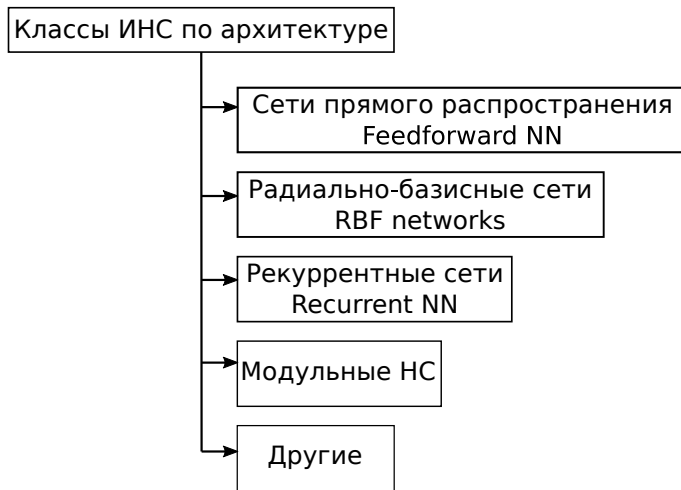 Классы ИНС по архитектуре
Сети прямого распространения
Feedforward NN
Радиально-базисные сети
RBF networks
Рекуррентные сети
Recurrent NN
Модульные НС
Другие